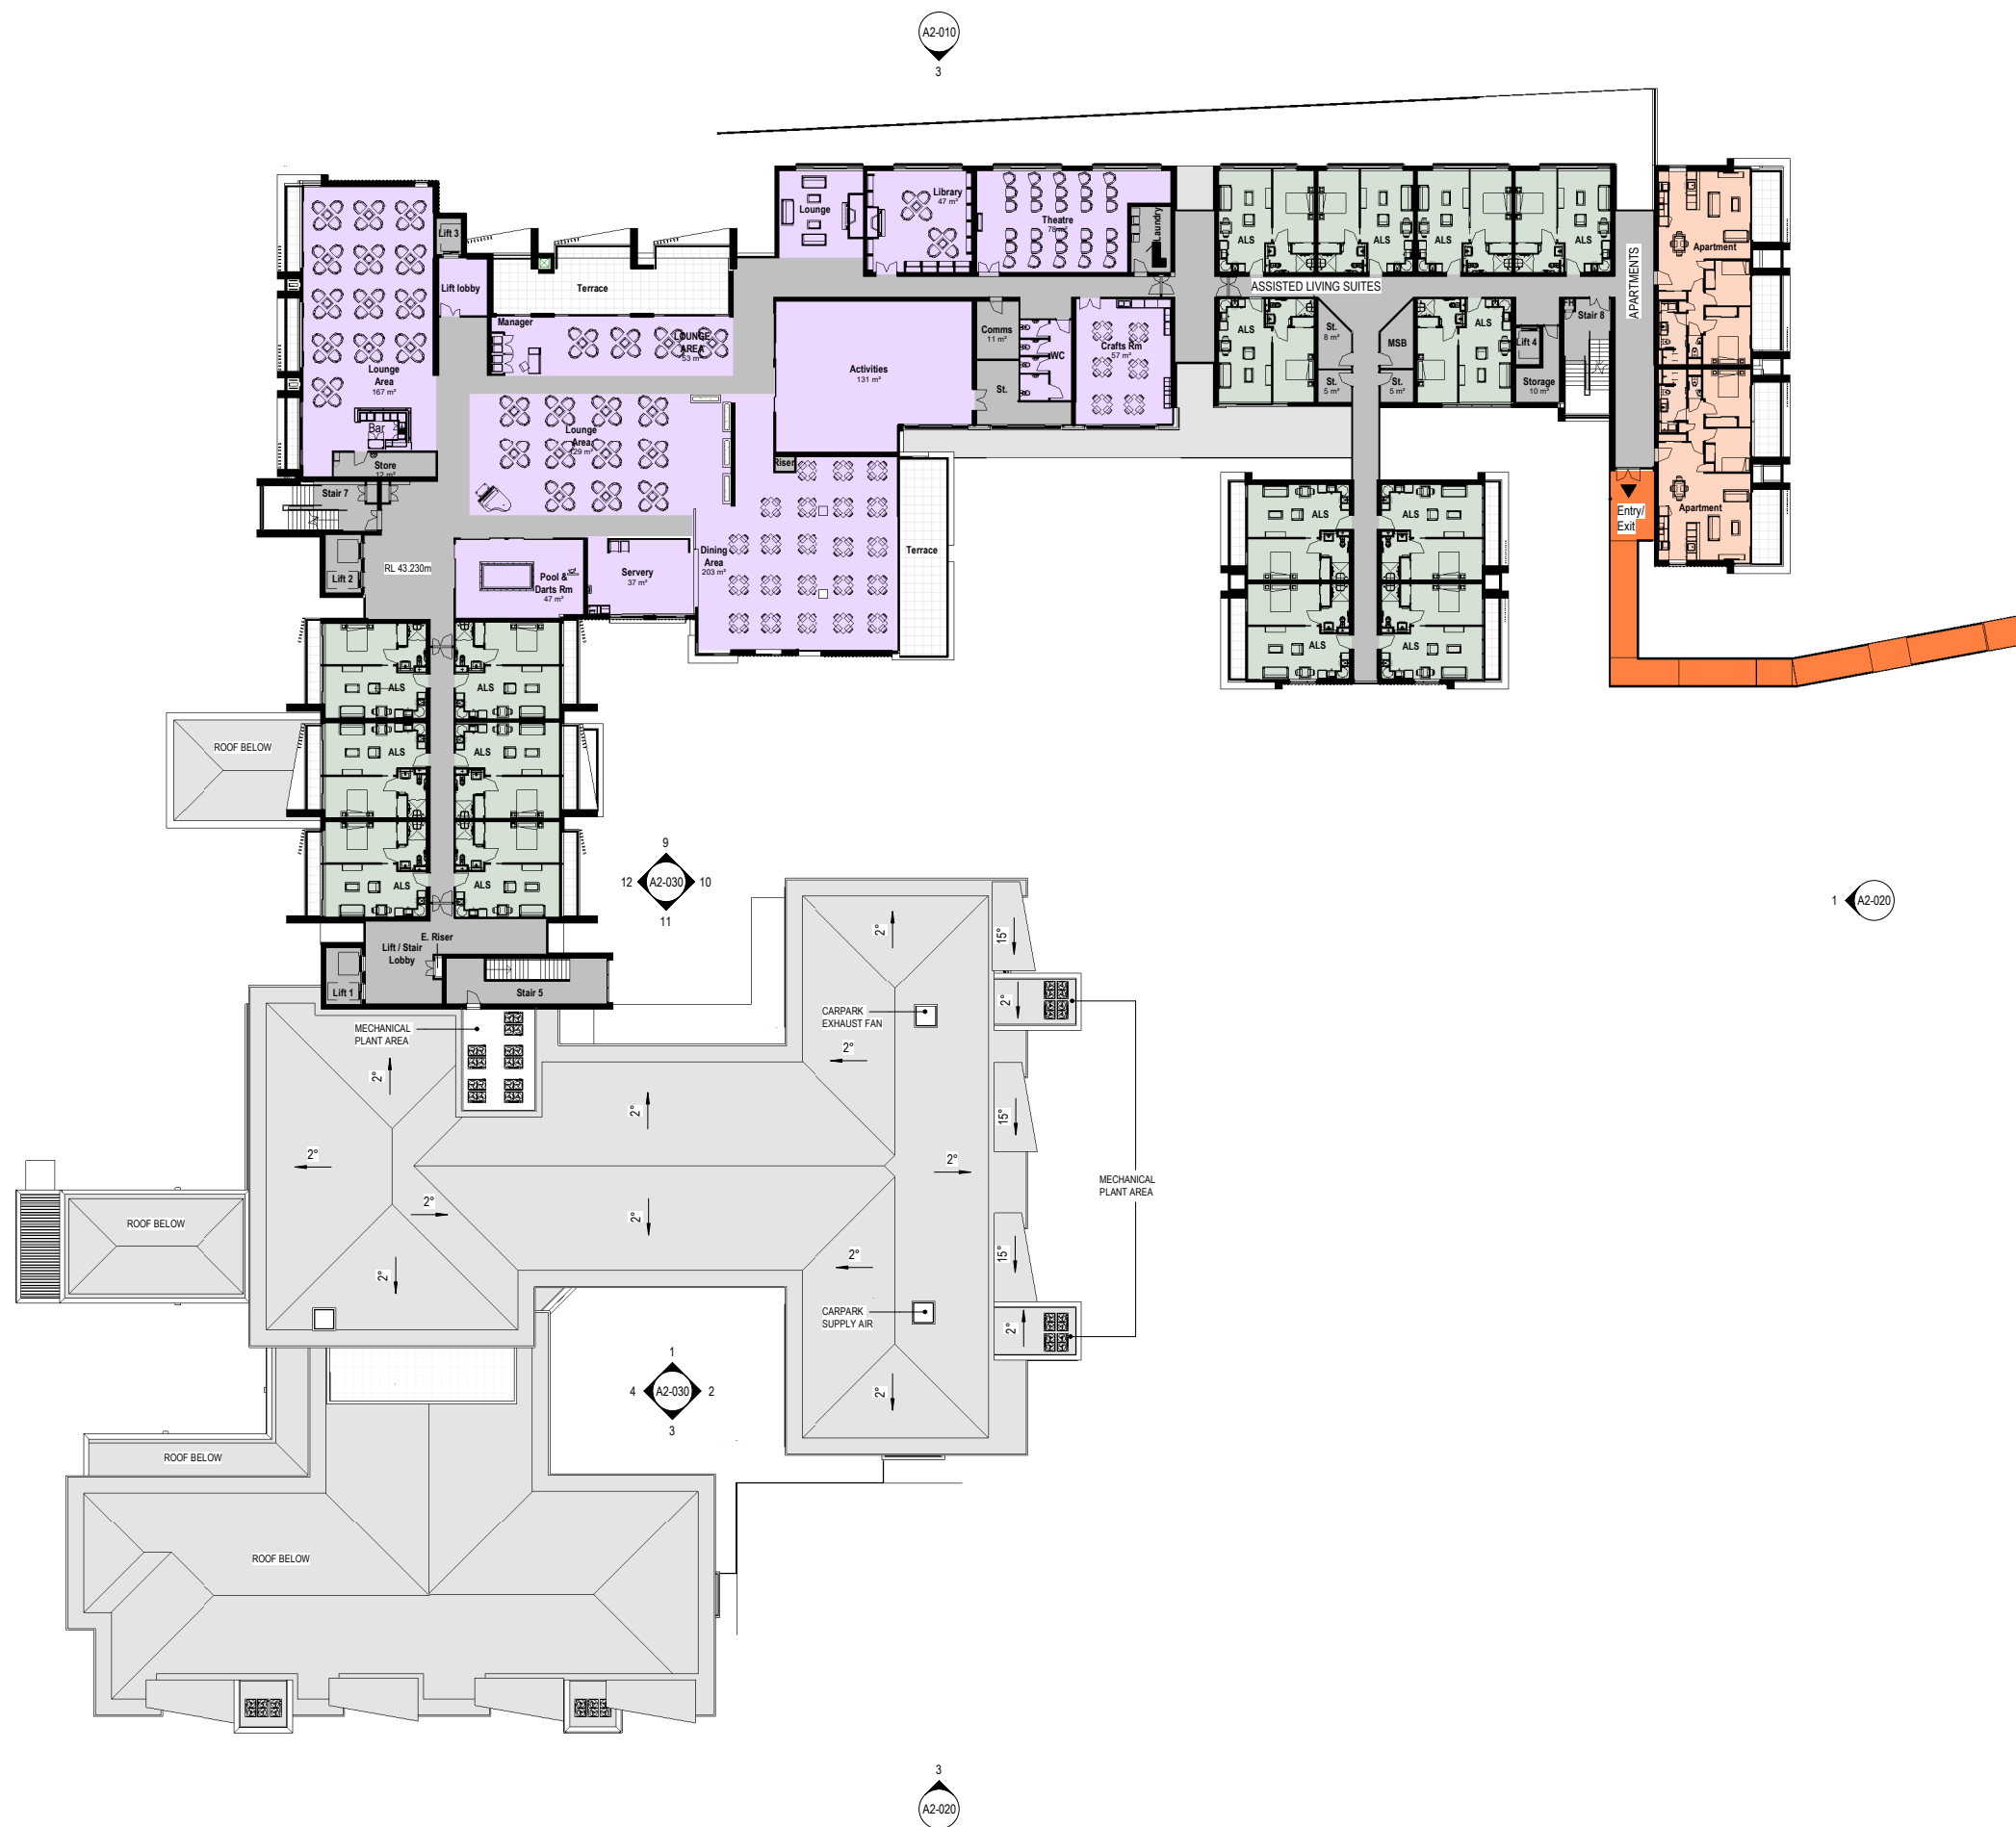 A2-010
3
Lounge
Library
47 m²
Theatre
78 m²
Laundry
ALS
ALS
ALS
ALS
APARTMENTS
Apartment
Lift 3
Lift lobby
Terrace
ASSISTED LIVING SUITES
Manager
LOUNGE
AREA
53 m²
Comms
11 m²
WC
Crafts Rm
57 m²
ALS
St.
8 m²
MSB
ALS
Lift 4
Stair 8
Lounge
Area
167 m²
Activities
131 m²
St.
St.
5 m²
St.
5 m²
Storage
10 m²
Bar
Lounge
Area
Store
12 m²
Riser
Stair 7
ALS
ALS
Entry/
Exit
Apartment
Lift 2
RL 43.230m
Pool &
Darts Rm
47 m²
Servery
37 m²
Dining
Area
203 m²
Terrace
ALS
ALS
ALS
ALS
ROOF BELOW
ALS
ALS
ALS
ALS
9
12
A2-030
10
11
1
A2-020
E. Riser
Lift / Stair
Lobby
Lift 1
Stair 5
MECHANICAL
PLANT AREA
CARPARK
EXHAUST FAN
2°
15°
2°
2°
2°
2°
15°
2°
2°
2°
MECHANICAL
PLANT AREA
ROOF BELOW
2°
2°
15°
2°
2°
CARPARK
SUPPLY AIR
2°
1
4
A2-030
2
3
2°
ROOF BELOW
ROOF BELOW
3
A2-020